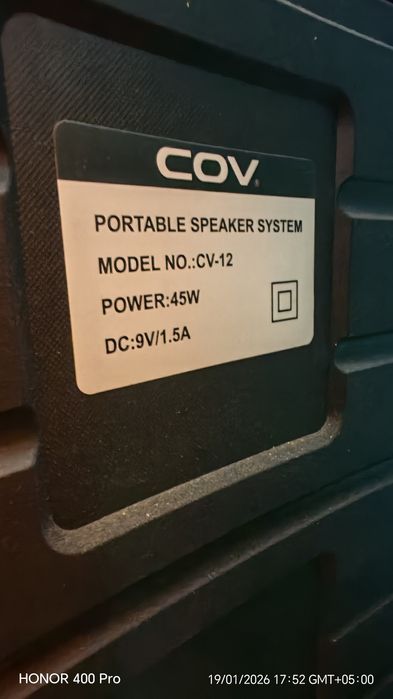 COV
PORTABLE SPEAKER SYSTEM
MODEL NO.:CV-12
POWER:45W
DC:9V/1.5A
HONOR 400 Pro
19/01/2026 17:52 GMT+05:00